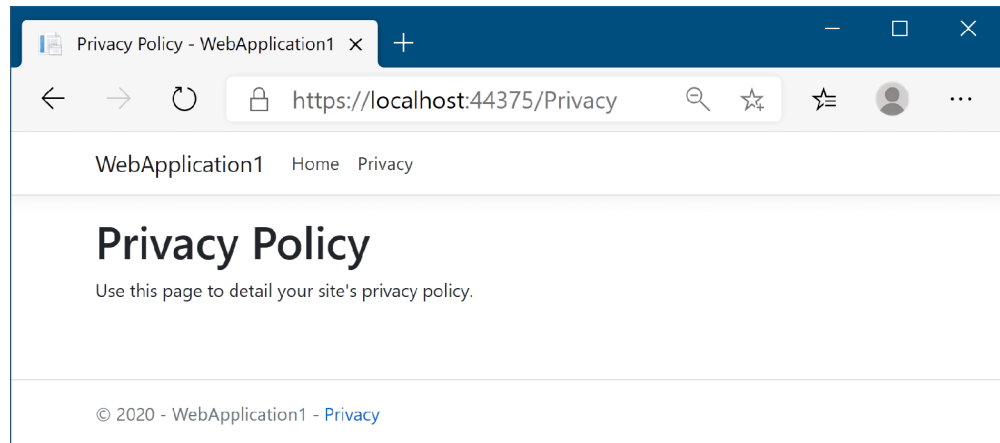 Privacy Policy - WebApplication1
https://localhost:44375/Privacy
WebApplication1 Home Privacy
Privacy Policy
Use this page to detail your site's privacy policy.
© 2020 - WebApplication1 - Privacy